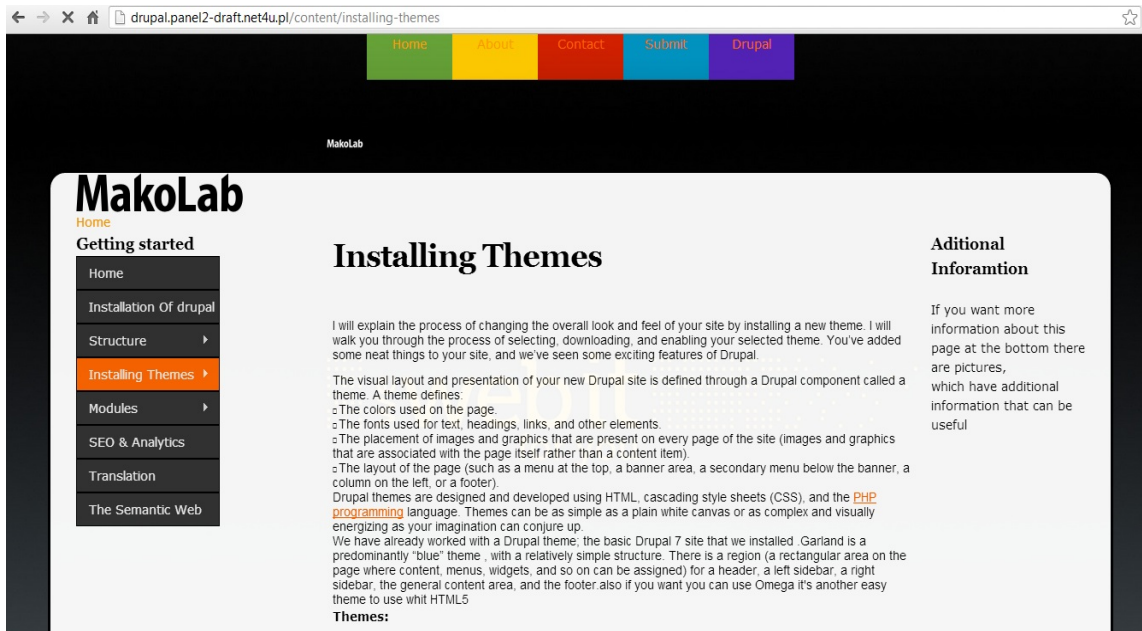 drupal.panel2-draft.net4u.pl/content/installing-themes
Home
About
Contact
Submit
Drupal
MakoLab
MakoLab
Home
Getting started
Home
Installation Of drupal
Structure
Installing Themes
Modules
SEO & Analytics
Translation
The Semantic Web
Installing Themes
I will explain the process of changing the overall look and feel of your site by installing a new theme. I will
walk you through the process of selecting, downloading, and enabling your selected theme. You've added
some neat things to your site, and we've seen some exciting features of Drupal.
The visual layout and presentation of your new Drupal site is defined through a Drupal component called a
theme. A theme defines:
▫The colors used on the page.
▫The fonts used for text, headings, links, and other elements.
▫The placement of images and graphics that are present on every page of the site (images and graphics
that are associated with the page itself rather than a content item).
▫The layout of the page (such as a menu at the top, a banner area, a secondary menu below the banner, a
column on the left, or a footer).
Drupal themes are designed and developed using HTML, cascading style sheets (CSS), and the PHP
programming language. Themes can be as simple as a plain white canvas or as complex and visually
energizing as your imagination can conjure up.
We have already worked with a Drupal theme; the basic Drupal 7 site that we installed .Garland is a
predominantly “blue” theme , with a relatively simple structure. There is a region (a rectangular area on the
page where content, menus, widgets, and so on can be assigned) for a header, a left sidebar, a right
sidebar, the general content area, and the footer.also if you want you can use Omega it's another easy
theme to use whit HTML5
Themes:
web it
Aditional
Inforamtion
If you want more
information about this
page at the bottom there
are pictures,
which have additional
information that can be
useful